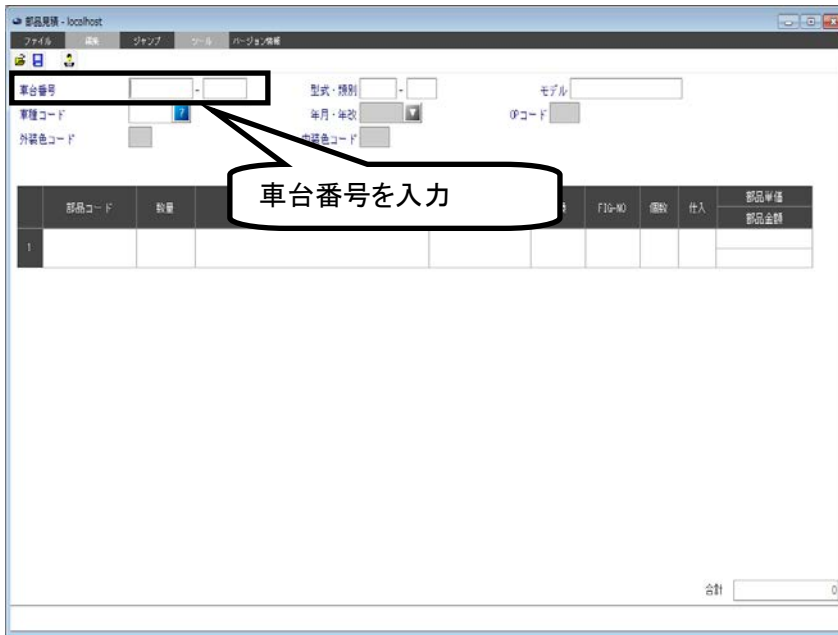 部品見積 - localhost
ファイル 編集 ジャンプ ツール バージョン情報
車台番号 - 型式・類別 - モデル
車種コード ? 年月・年改 OPコード
外装色コード 内装色コード
車台番号を入力
部品コード 数量 FIG-NO 個数 仕入 部品単価
部品金額
1
合計 0